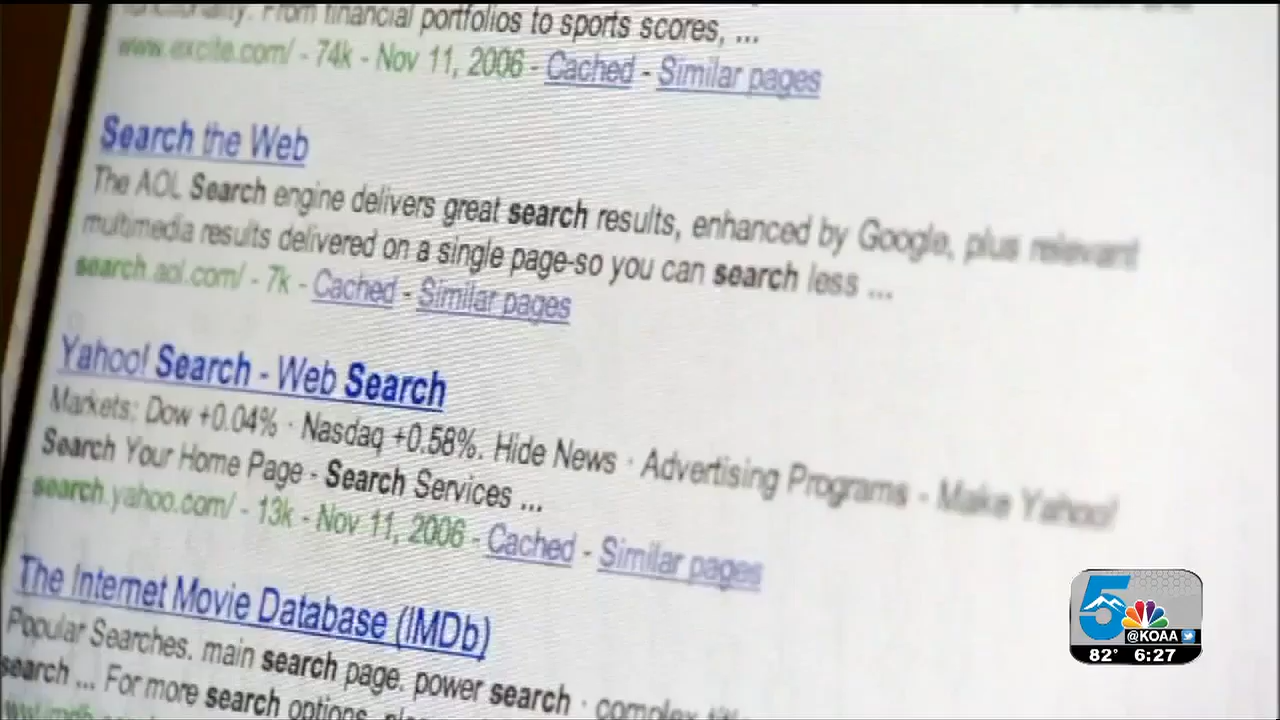 functionality. From financial portfolios to sports scores, ...
www.excite.com/ - 74k - Nov 11, 2006 - Cached - Similar pages
Search the Web
The AOL Search engine delivers great search results, enhanced by Google, plus relevant
multimedia results delivered on a single page-so you can search less ...
search.aol.com/ - 7k - Cached - Similar pages
Yahoo! Search - Web Search
Markets: Dow +0.04% · Nasdaq +0.58%. Hide News · Advertising Programs - Make Yahoo!
Search Your Home Page - Search Services ...
search.yahoo.com/ - 13k - Nov 11, 2006 - Cached - Similar pages
The Internet Movie Database (IMDb)
Popular Searches. main search page. power search · complex
search ... For more search options,
5
@KOAA
82° 6:27